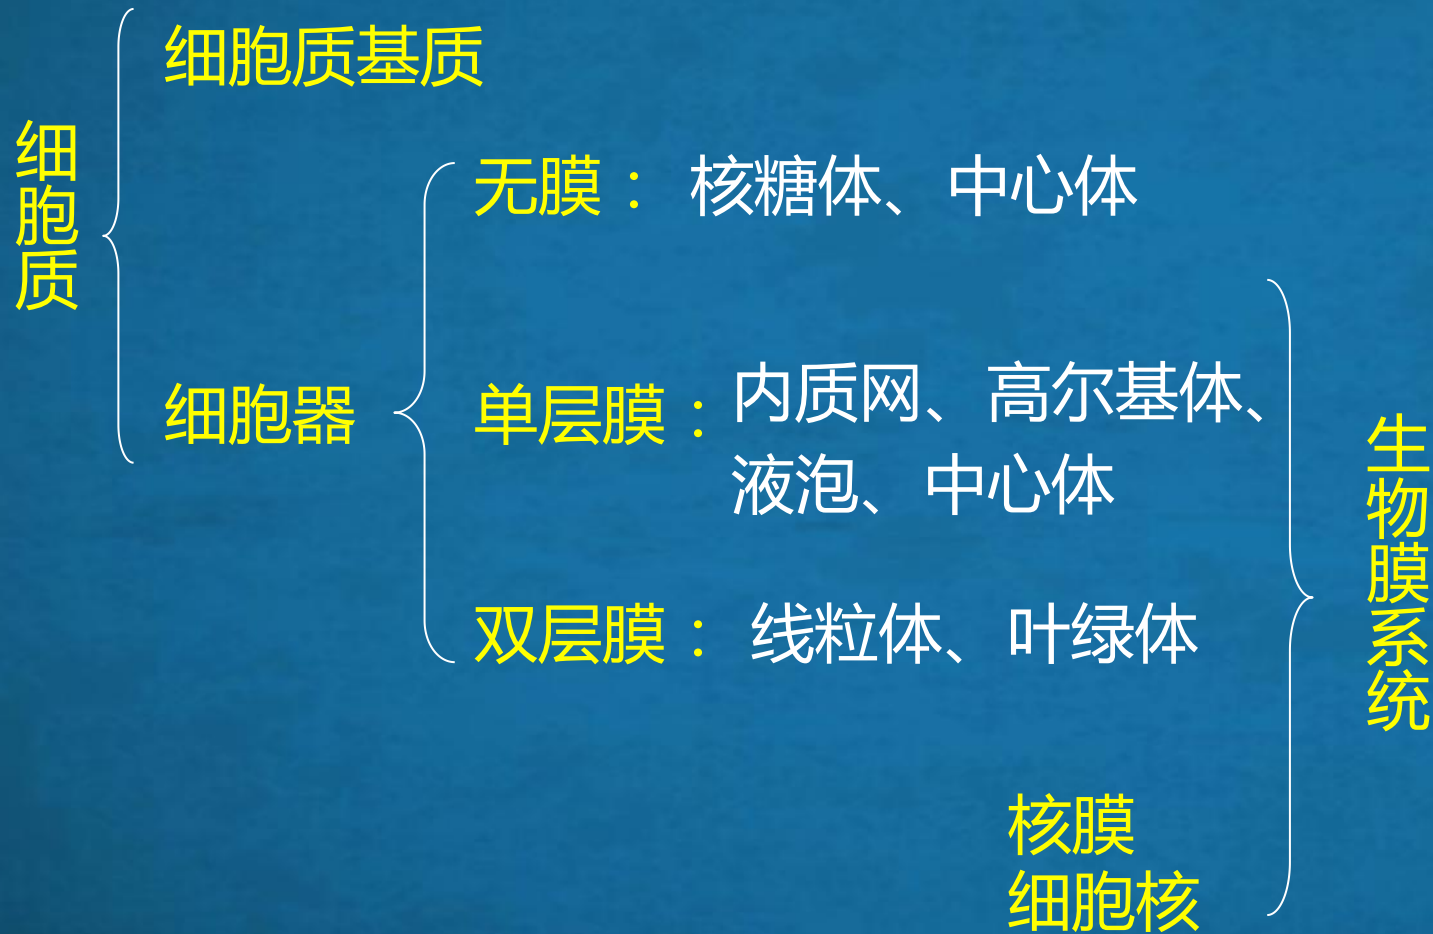 细胞质
细胞质基质
细胞器
无膜： 核糖体、中心体
单层膜：内质网、高尔基体、
液泡、中心体
双层膜： 线粒体、叶绿体
核膜
细胞核
生物膜系统